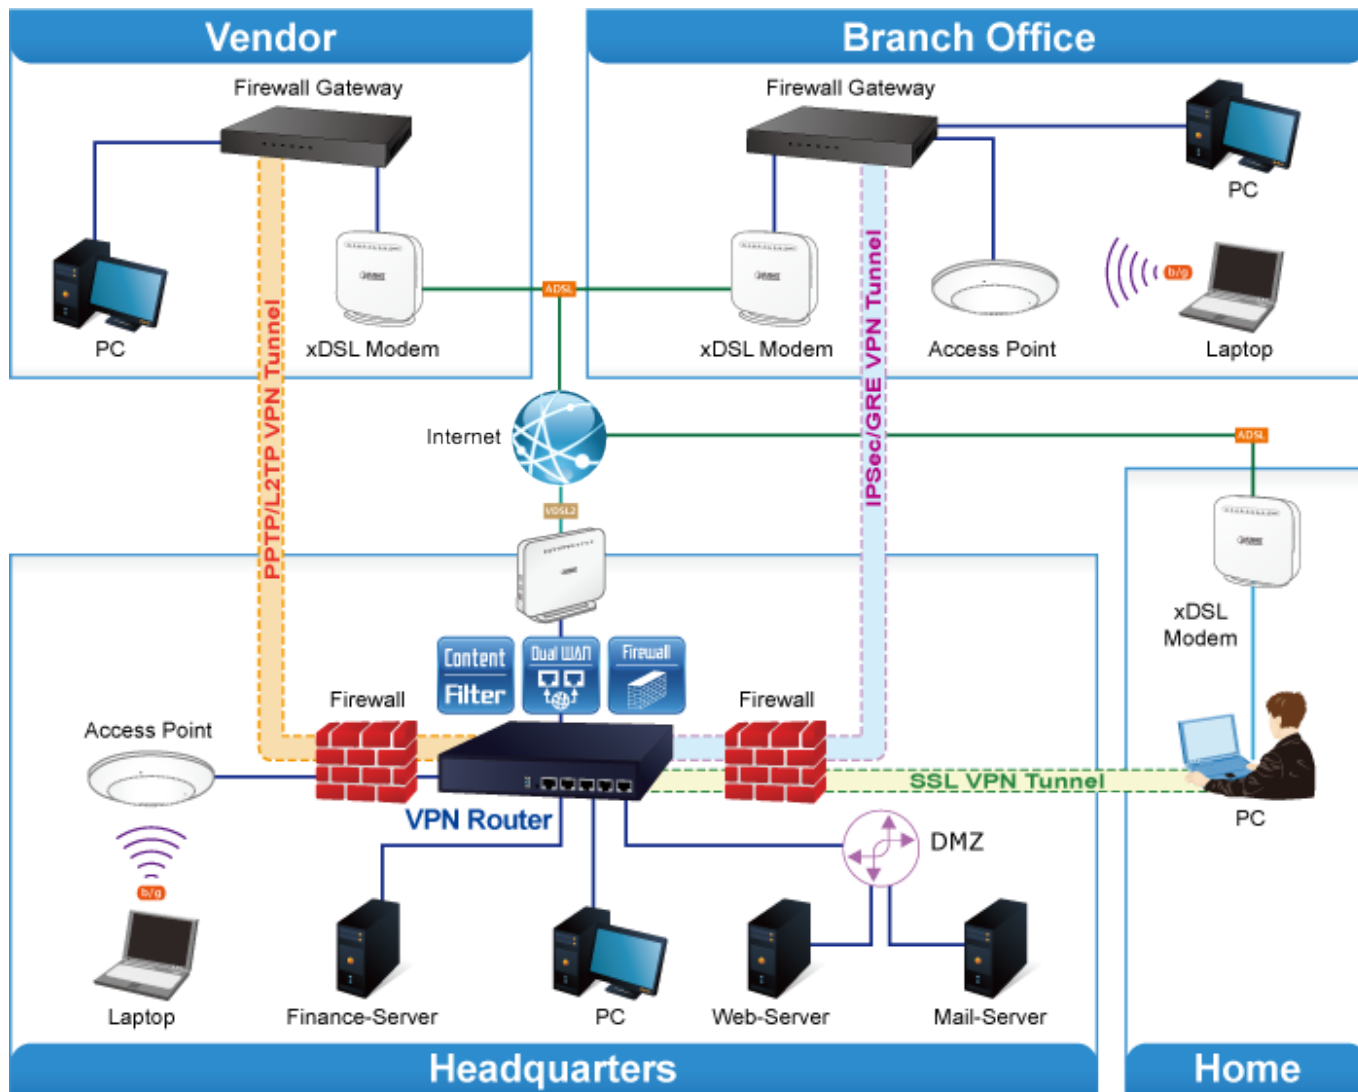 Vendor
Branch Office
Firewall Gateway
Firewall Gateway
PC
PC
xDSL Modem
ADSL
xDSL Modem
Access Point
b/g
Laptop
PPTP/L2TP VPN Tunnel
IPSec/GRE VPN Tunnel
Internet
ADSL
VDSL2
xDSL
Modem
Content
Filter
Dual WAN
Firewall
Firewall
Firewall
Access Point
VPN Router
SSL VPN Tunnel
PC
DMZ
b/g
Laptop
Finance-Server
PC
Web-Server
Mail-Server
Headquarters
Home